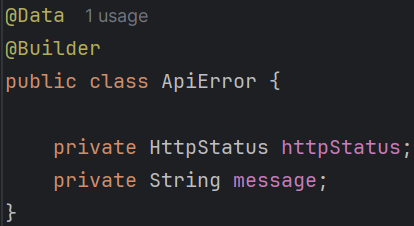 @Data 1 usage
@Builder
public class ApiError {
private HttpStatus httpStatus;
private String message;
}